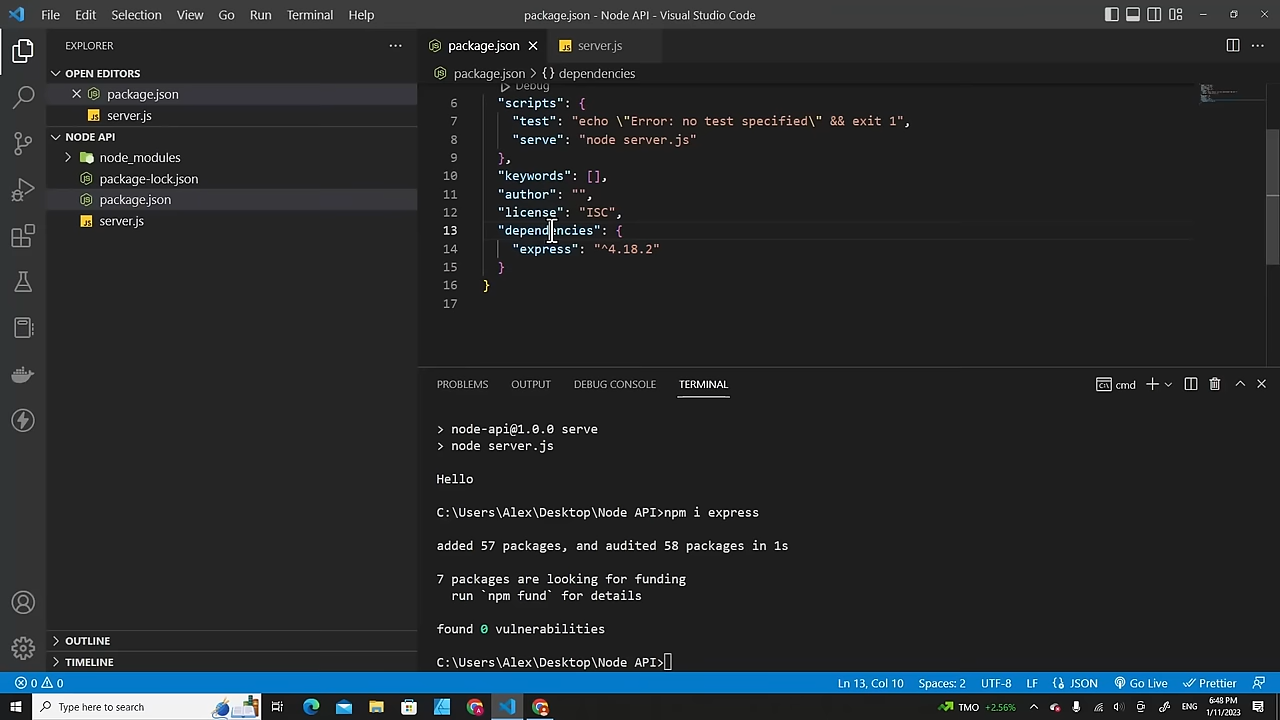 File Edit Selection View Go Run Terminal Help
package.json - Node API - Visual Studio Code
EXPLORER
OPEN EDITORS
package.json
server.js
NODE API
node_modules
package-lock.json
package.json
server.js
OUTLINE
TIMELINE
package.json
server.js
package.json > {} dependencies
Debug
6 "scripts": {
7 "test": "echo \"Error: no test specified\" && exit 1",
8 "serve": "node server.js"
9 },
10 "keywords": [],
11 "author": "",
12 "license": "ISC",
13 "dependencies": {
14 "express": "^4.18.2"
15 }
16 }
17
PROBLEMS OUTPUT DEBUG CONSOLE TERMINAL
cmd
> node-api@1.0.0 serve
> node server.js
Hello
C:\Users\Alex\Desktop\Node API>npm i express
added 57 packages, and audited 58 packages in 1s
7 packages are looking for funding
run `npm fund` for details
found 0 vulnerabilities
C:\Users\Alex\Desktop\Node API>
0 0
Ln 13, Col 10 Spaces: 2 UTF-8 LF {} JSON Go Live Prettier
Type here to search
TMO +2.56%
6:48 PM
1/11/2023